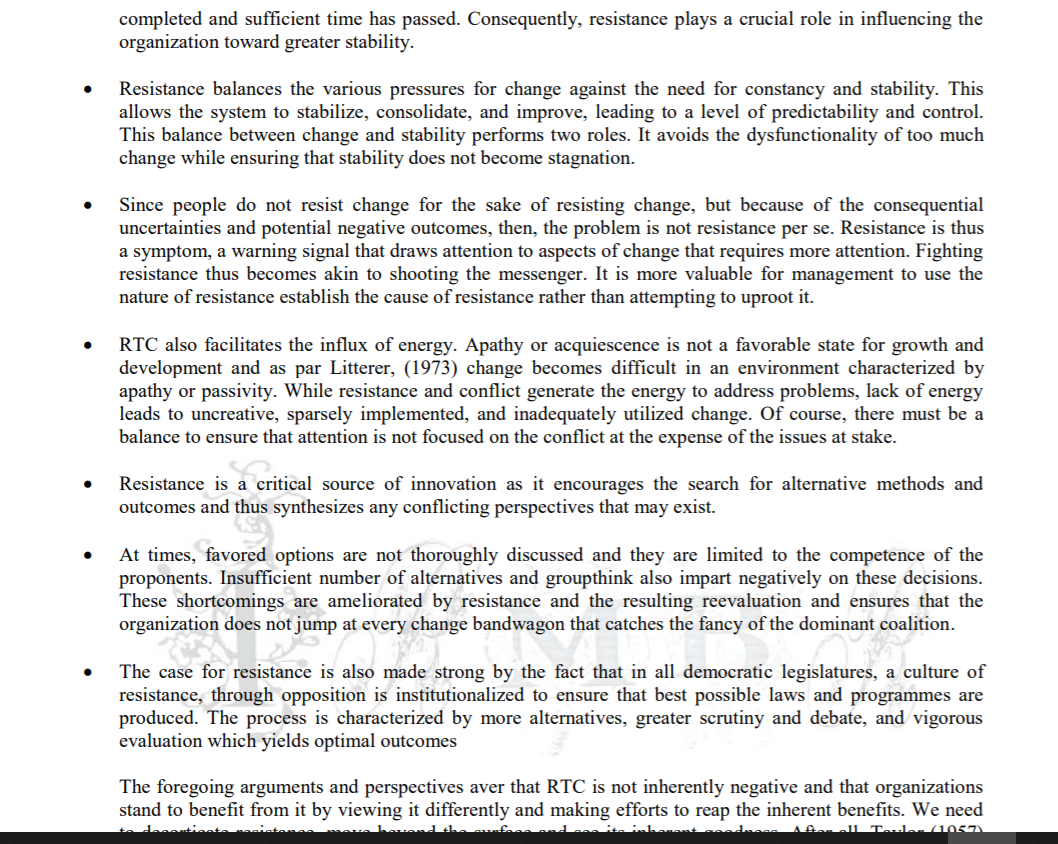 completed and sufficient time has passed. Consequently, resistance plays a crucial role in influencing the
organization toward greater stability.
• Resistance balances the various pressures for change against the need for constancy and stability. This
allows the system to stabilize, consolidate, and improve, leading to a level of predictability and control.
This balance between change and stability performs two roles. It avoids the dysfunctionality of too much
change while ensuring that stability does not become stagnation.
• Since people do not resist change for the sake of resisting change, but because of the consequential
uncertainties and potential negative outcomes, then, the problem is not resistance per se. Resistance is thus
a symptom, a warning signal that draws attention to aspects of change that requires more attention. Fighting
resistance thus becomes akin to shooting the messenger. It is more valuable for management to use the
nature of resistance establish the cause of resistance rather than attempting to uproot it.
• RTC also facilitates the influx of energy. Apathy or acquiescence is not a favorable state for growth and
development and as par Litterer, (1973) change becomes difficult in an environment characterized by
apathy or passivity. While resistance and conflict generate the energy to address problems, lack of energy
leads to uncreative, sparsely implemented, and inadequately utilized change. Of course, there must be a
balance to ensure that attention is not focused on the conflict at the expense of the issues at stake.
• Resistance is a critical source of innovation as it encourages the search for alternative methods and
outcomes and thus synthesizes any conflicting perspectives that may exist.
• At times, favored options are not thoroughly discussed and they are limited to the competence of the
proponents. Insufficient number of alternatives and groupthink also impart negatively on these decisions.
These shortcomings are ameliorated by resistance and the resulting reevaluation and ensures that the
organization does not jump at every change bandwagon that catches the fancy of the dominant coalition.
• The case for resistance is also made strong by the fact that in all democratic legislatures, a culture of
resistance, through opposition is institutionalized to ensure that best possible laws and programmes are
produced. The process is characterized by more alternatives, greater scrutiny and debate, and vigorous
evaluation which yields optimal outcomes
The foregoing arguments and perspectives aver that RTC is not inherently negative and that organizations
stand to benefit from it by viewing it differently and making efforts to reap the inherent benefits. We need
to decorticate resistance, move beyond the surface and see its inherent goodness. After all, Taylor (1957)